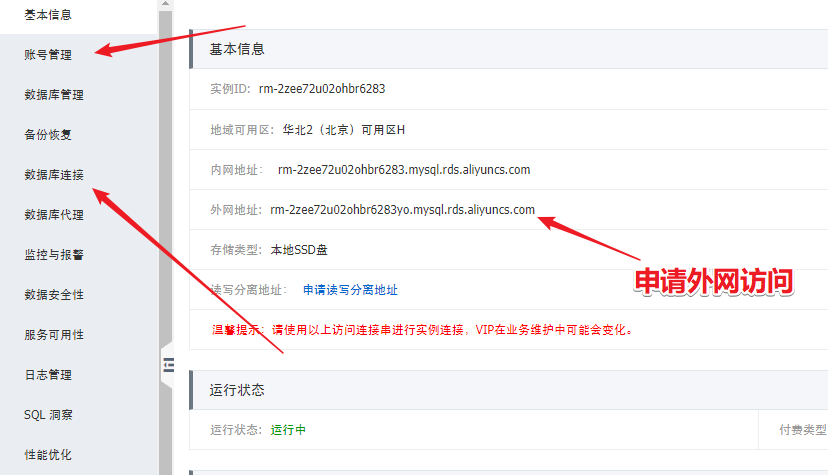 基本信息
账号管理
数据库管理
备份恢复
数据库连接
数据库代理
监控与报警
数据安全性
服务可用性
日志管理
SQL 洞察
性能优化
基本信息
实例ID: rm-2zee72u02ohbr6283
地域可用区: 华北2（北京）可用区H
内网地址: rm-2zee72u02ohbr6283.mysql.rds.aliyuncs.com
外网地址: rm-2zee72u02ohbr6283yo.mysql.rds.aliyuncs.com
申请外网访问
存储类型: 本地SSD盘
读写分离地址: 申请读写分离地址
温馨提示: 请使用以上访问连接串进行实例连接，VIP在业务维护中可能会变化。
运行状态
运行状态: 运行中
付费类型